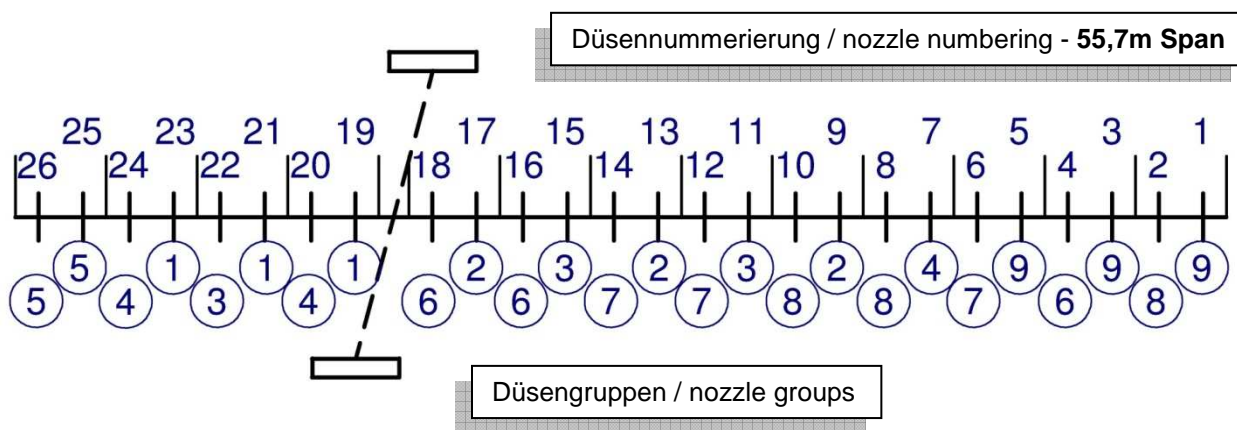 Düsennummerierung / nozzle numbering - 55,7m Span
25 23 21 19 17 15 13 11 9 7 5 3 1
26 24 22 20 18 16 14 12 10 8 6 4 2
5 1 1 1 2 3 2 3 2 4 9 9 9
5 4 3 4 6 6 7 7 8 8 7 6 8
Düsengruppen / nozzle groups